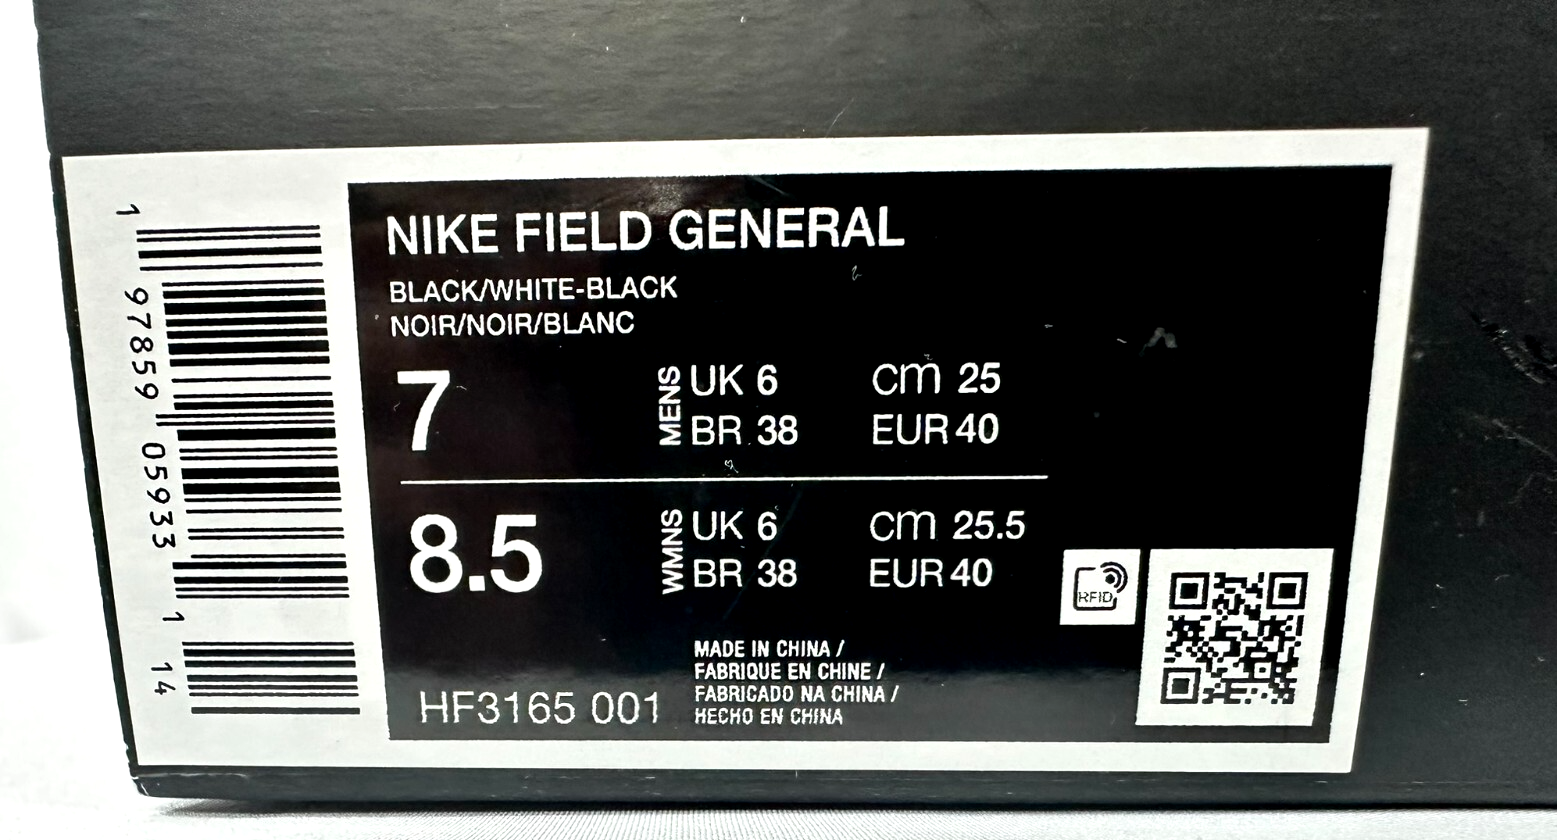 1 97859 05933 1 14
NIKE FIELD GENERAL
BLACK/WHITE-BLACK
NOIR/NOIR/BLANC
7 MENS UK 6 cm 25
BR 38 EUR 40
8.5 WMNS UK 6 cm 25.5
BR 38 EUR 40
RFID
MADE IN CHINA /
FABRIQUE EN CHINE /
FABRICADO NA CHINA /
HECHO EN CHINA
HF3165 001